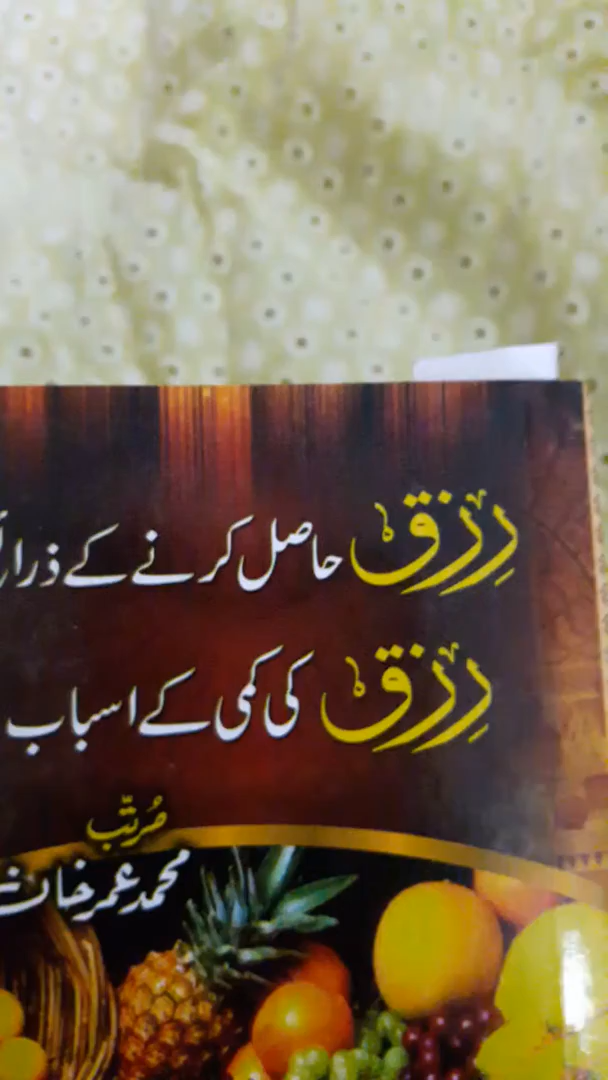 رزق حاصل کرنے کے
رزق کی کمی کے اسباب
مُرتّب
محمد عمر خان